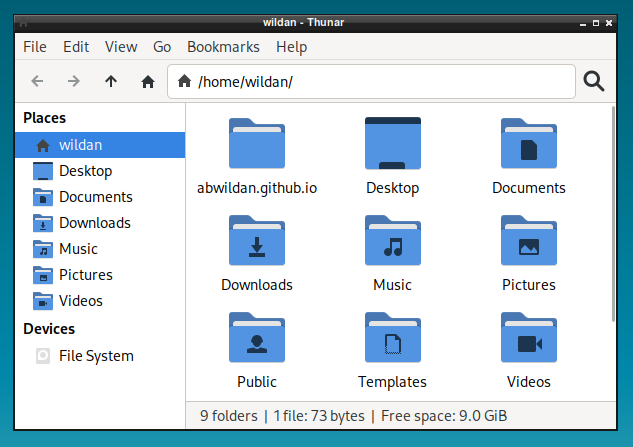 wildan - Thunar
File Edit View Go Bookmarks Help
/home/wildan/
Places
wildan
Desktop
Documents
Downloads
Music
Pictures
Videos
Devices
File System
abwildan.github.io Desktop Documents
Downloads Music Pictures
Public Templates Videos
9 folders | 1 file: 73 bytes | Free space: 9.0 GiB